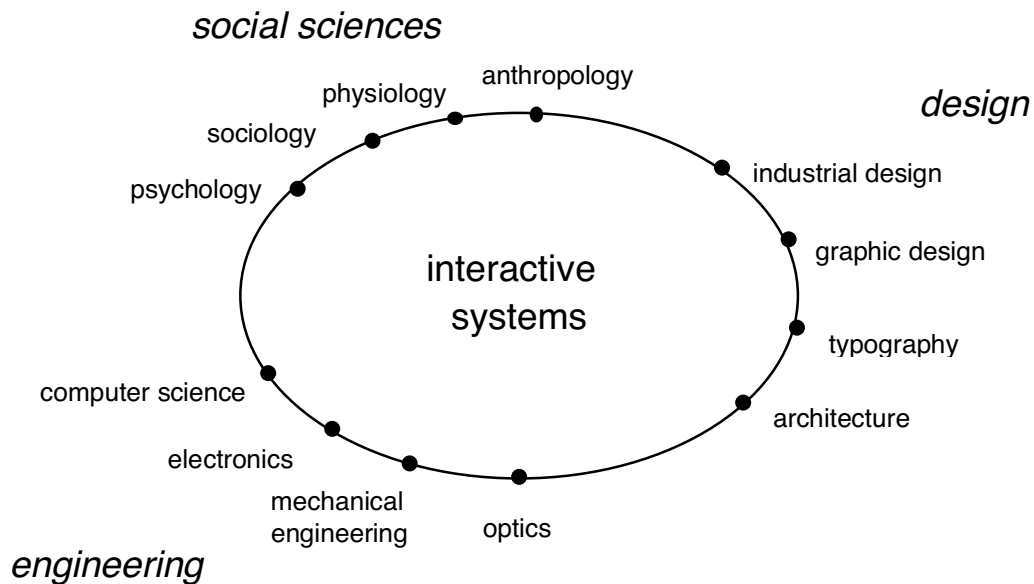 social sciences
anthropology
physiology
design
sociology
industrial design
psychology
graphic design
interactive
systems
typography
computer science
architecture
electronics
mechanical
engineering
optics
engineering